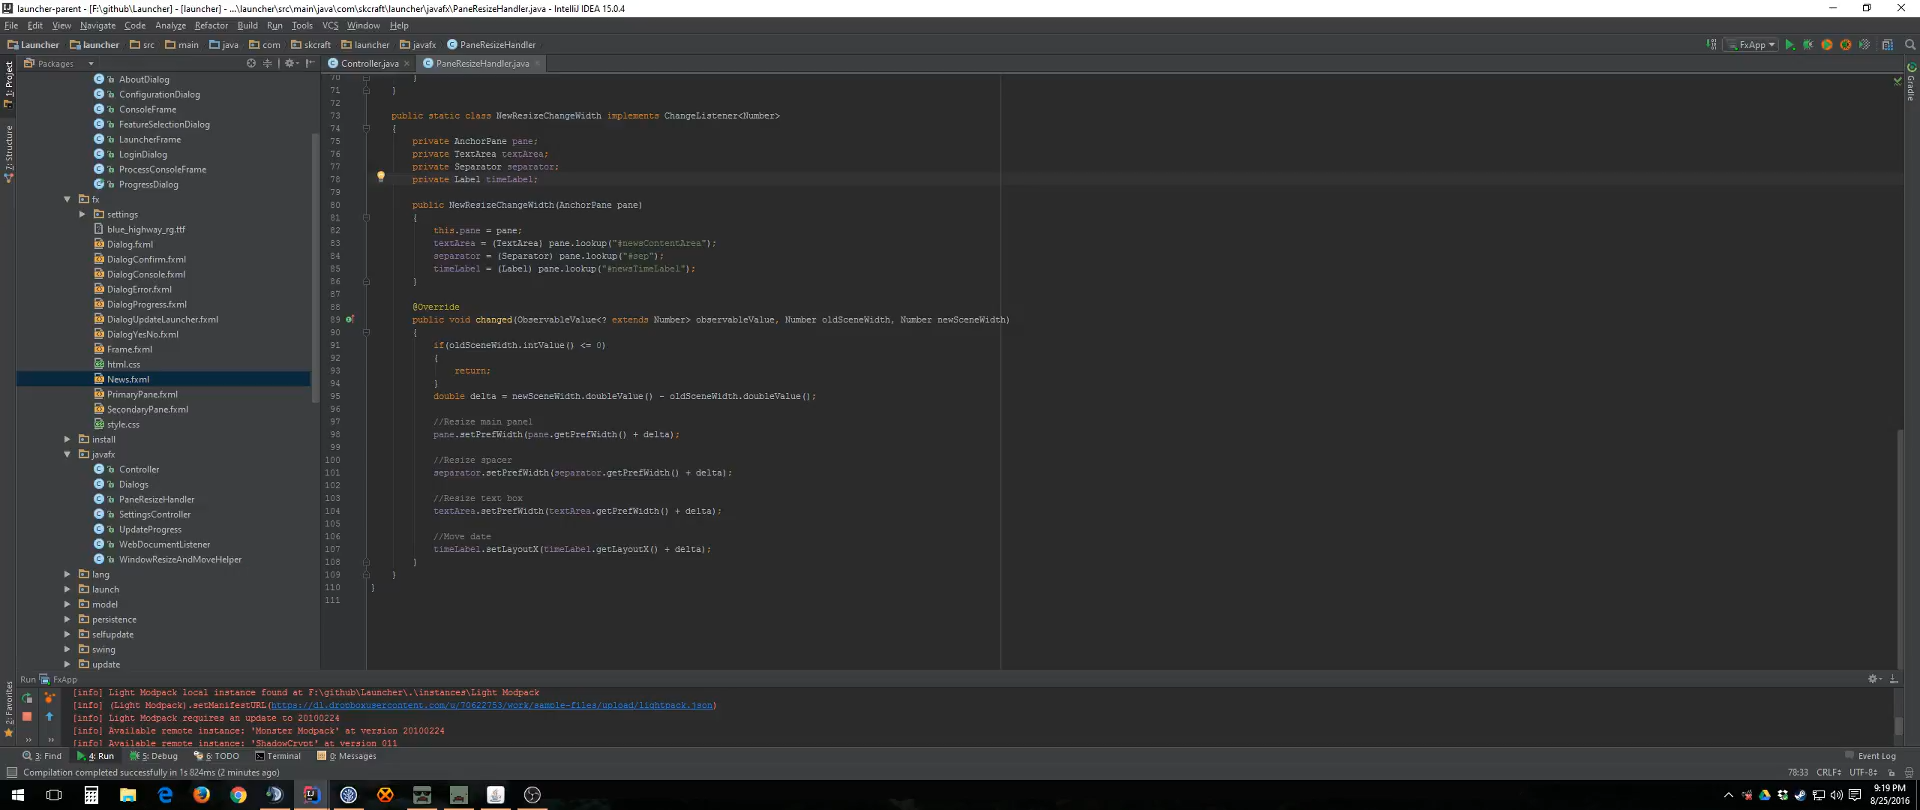 launcher-parent - [F:\github\Launcher] - [launcher] - ...\launcher\src\main\java\com\skcraft\launcher\javafx\PaneResizeHandler.java - IntelliJ IDEA 15.0.4
File Edit View Navigate Code Analyze Refactor Build Run Tools VCS Window Help
Launcher launcher src main java com skcraft launcher javafx PaneResizeHandler FxApp
Packages Controller.java PaneResizeHandler.java
1: Project
Z: Structure
2: Favorites
Gradle
AboutDialog
ConfigurationDialog
ConsoleFrame
FeatureSelectionDialog
LauncherFrame
LoginDialog
ProcessConsoleFrame
ProgressDialog
fx
settings
blue_highway_rg.ttf
Dialog.fxml
DialogConfirm.fxml
DialogConsole.fxml
DialogError.fxml
DialogProgress.fxml
DialogUpdateLauncher.fxml
DialogYesNo.fxml
Frame.fxml
html.css
News.fxml
PrimaryPane.fxml
SecondaryPane.fxml
style.css
install
javafx
Controller
Dialogs
PaneResizeHandler
SettingsController
UpdateProgress
WebDocumentListener
WindowResizeAndMoveHelper
lang
launch
model
persistence
selfupdate
swing
update
70 }
71 }
72
73 public static class NewResizeChangeWidth implements ChangeListener<Number>
74 {
75 private AnchorPane pane;
76 private TextArea textArea;
77 private Separator separator;
78 private Label timeLabel;
79
80 public NewResizeChangeWidth(AnchorPane pane)
81 {
82 this.pane = pane;
83 textArea = (TextArea) pane.lookup("#newsContentArea");
84 separator = (Separator) pane.lookup("#sep");
85 timeLabel = (Label) pane.lookup("#newsTimeLabel");
86 }
87
88 @Override
89 public void changed(ObservableValue<? extends Number> observableValue, Number oldSceneWidth, Number newSceneWidth)
90 {
91 if(oldSceneWidth.intValue() <= 0)
92 {
93 return;
94 }
95 double delta = newSceneWidth.doubleValue() - oldSceneWidth.doubleValue();
96
97 //Resize main panel
98 pane.setPrefWidth(pane.getPrefWidth() + delta);
99
100 //Resize spacer
101 separator.setPrefWidth(separator.getPrefWidth() + delta);
102
103 //Resize text box
104 textArea.setPrefWidth(textArea.getPrefWidth() + delta);
105
106 //Move date
107 timeLabel.setLayoutX(timeLabel.getLayoutX() + delta);
108 }
109 }
110 }
111
Run FxApp
[info] Light Modpack local instance found at F:\github\Launcher\.\instances\Light Modpack
[info] (Light Modpack).setManifestURL(https://dl.dropboxusercontent.com/u/70622753/work/sample-files/upload/lightpack.json)
[info] Light Modpack requires an update to 20100224
[info] Available remote instance: 'Monster Modpack' at version 20100224
[info] Available remote instance: 'ShadowCrypt' at version 011
3: Find 4: Run 5: Debug 6: TODO Terminal 0: Messages Event Log
Compilation completed successfully in 1s 824ms (2 minutes ago) 78:33 CRLF÷ UTF-8÷
9:19 PM
8/25/2016